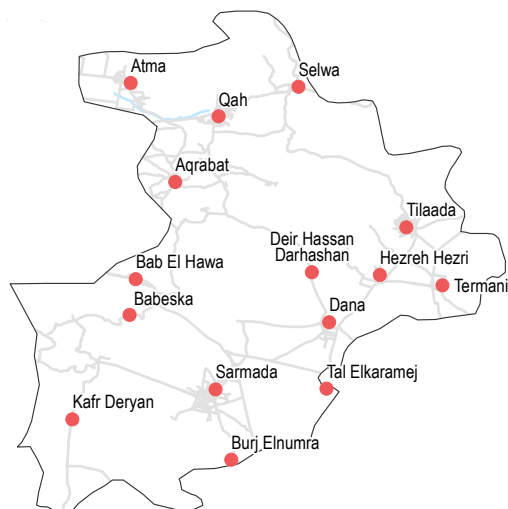 Atma
Selwa
Qah
Aqrabat
Tilaada
Deir Hassan
Darhashan
Hezreh Hezri
Bab El Hawa
Termani
Babeska
Dana
Sarmada
Tal Elkaramej
Kafr Deryan
Burj Elnumra